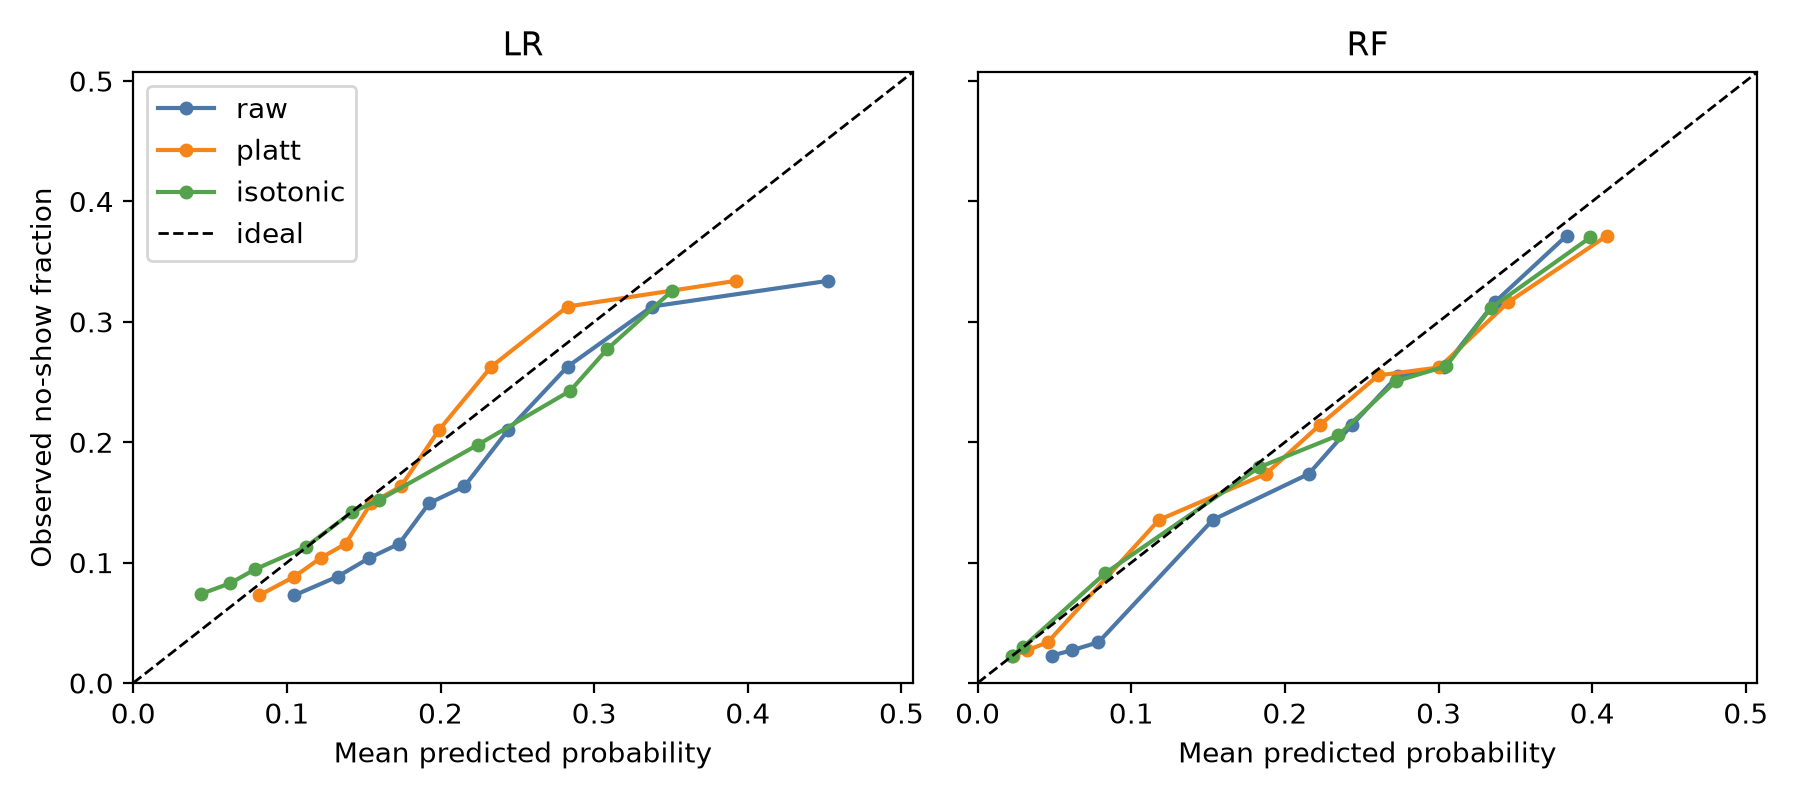 LR
RF
raw
platt
isotonic
ideal
Observed no-show fraction
0.5
0.4
0.3
0.2
0.1
0.0
0.0 0.1 0.2 0.3 0.4 0.5
Mean predicted probability
0.0 0.1 0.2 0.3 0.4 0.5
Mean predicted probability